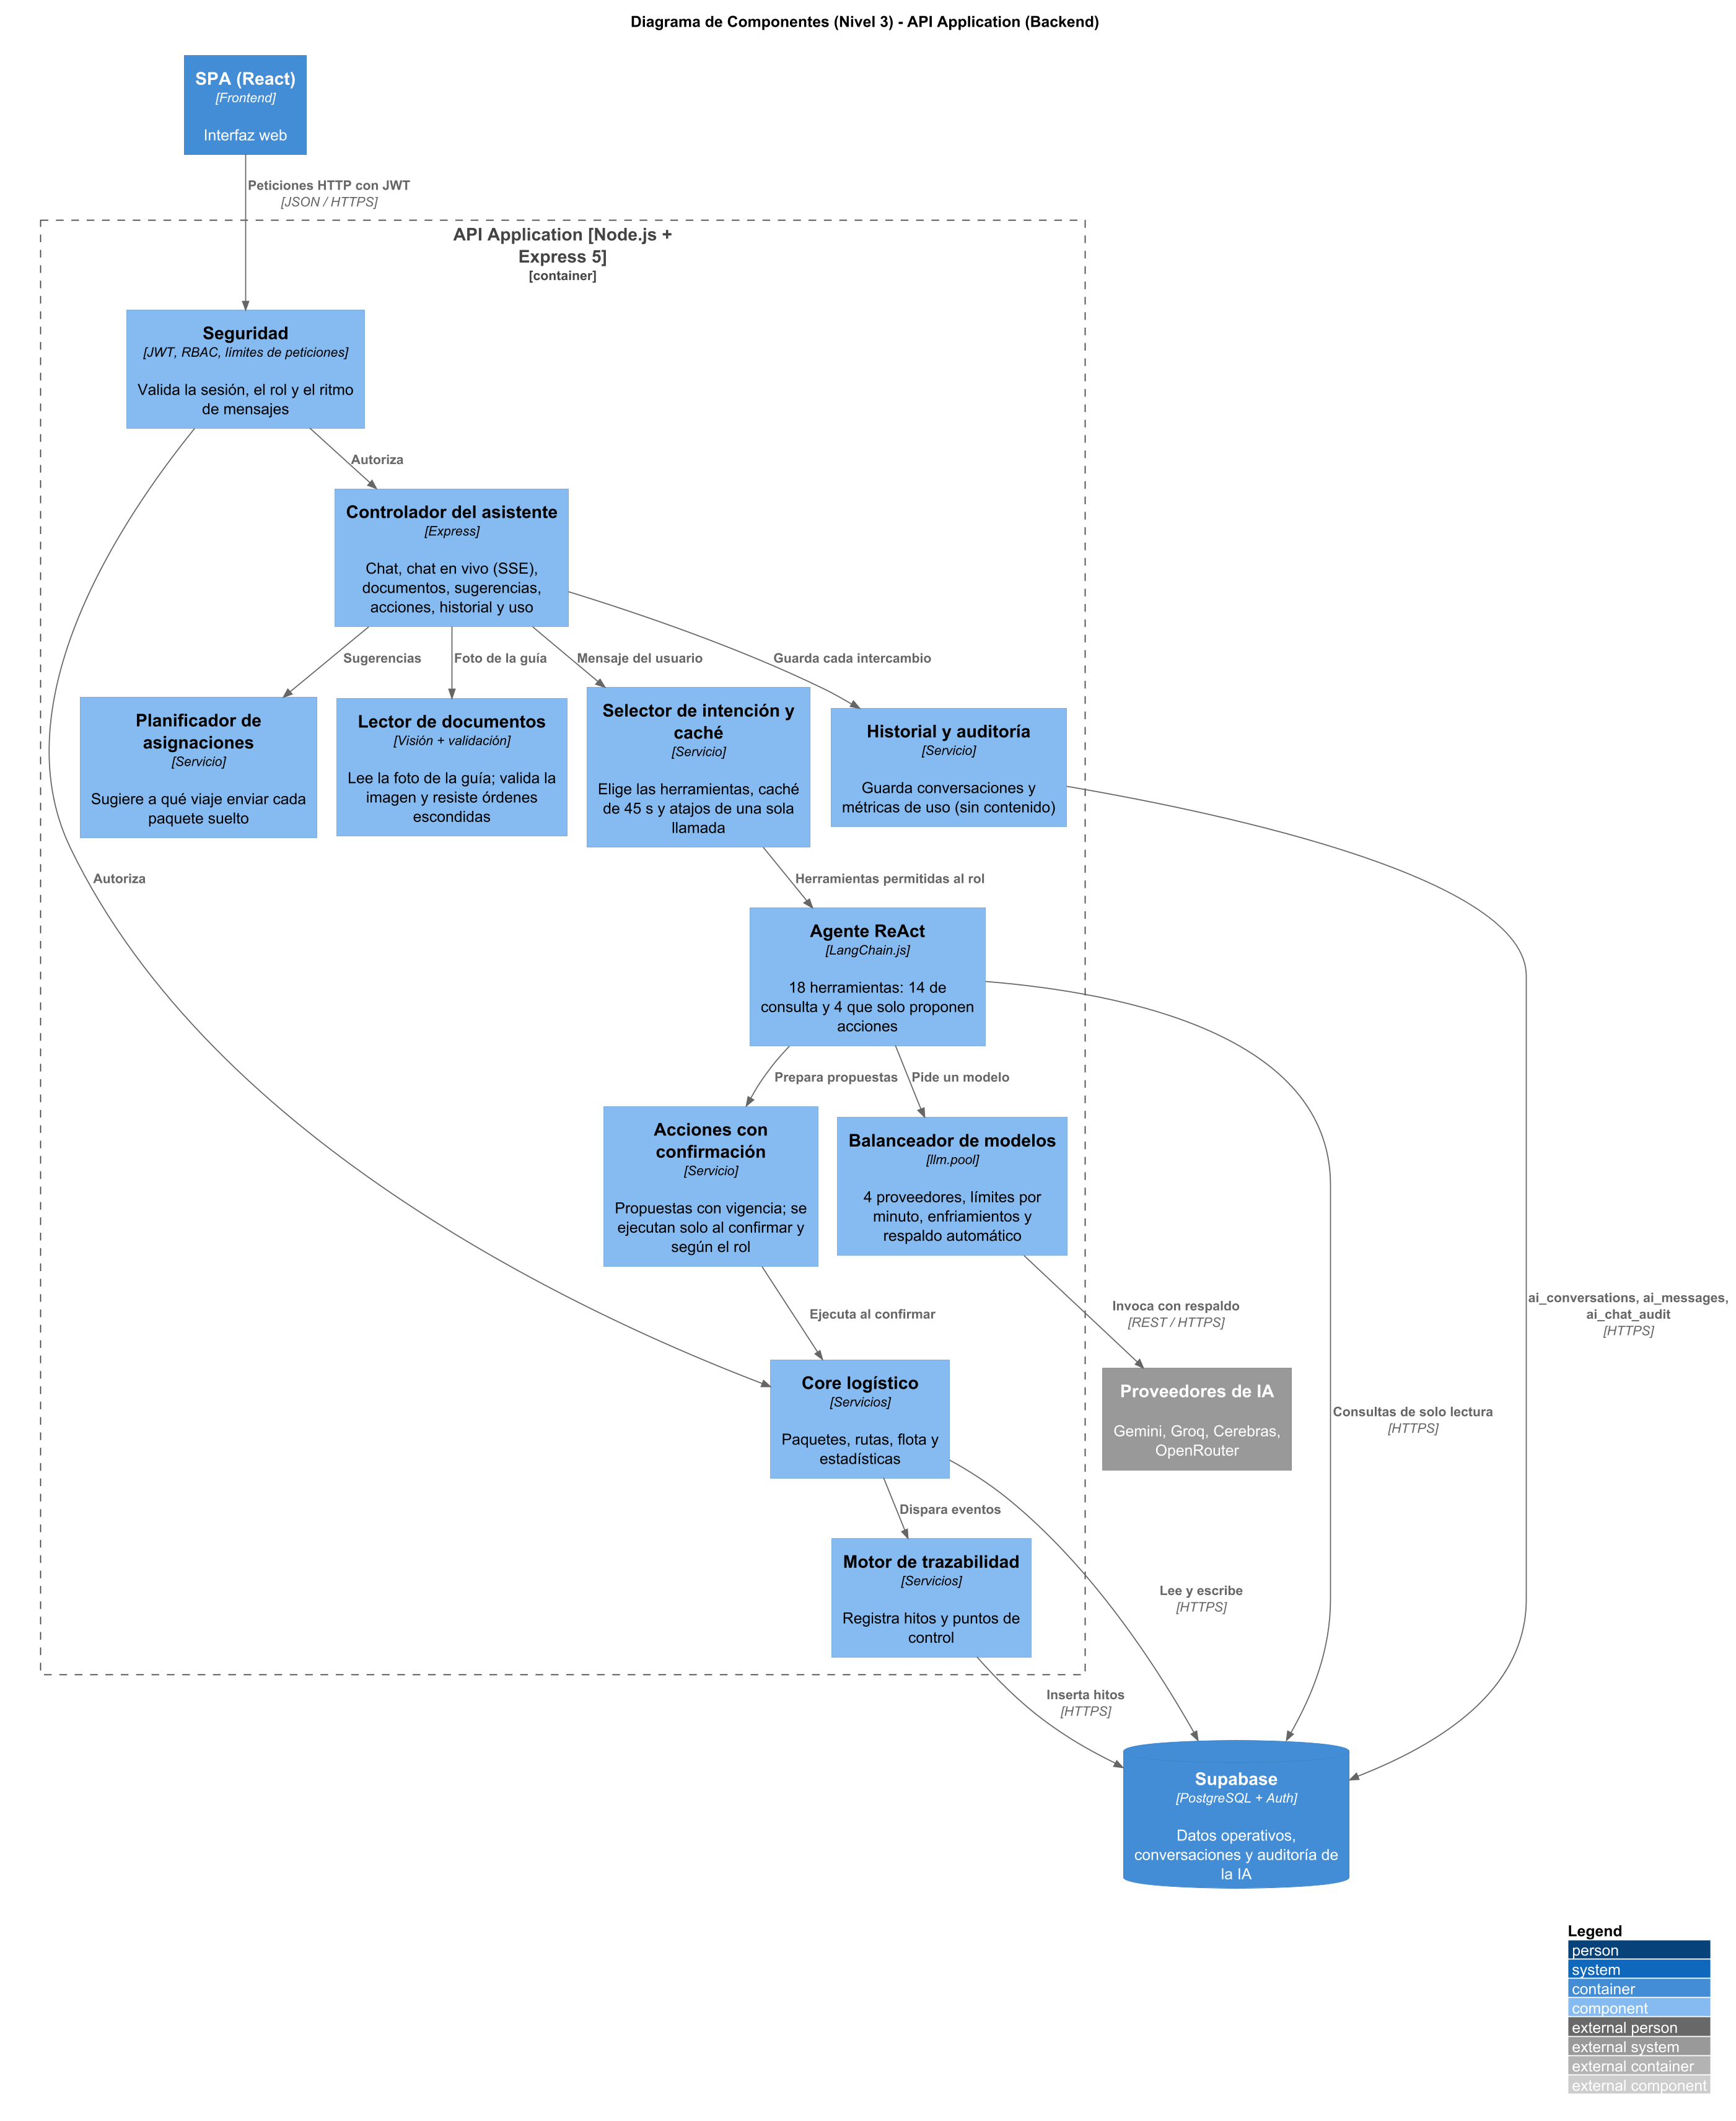 Diagrama de Componentes (Nivel 3) - API Application (Backend)
SPA (React)
[Frontend]
Interfaz web
Peticiones HTTP con JWT
[JSON / HTTPS]
API Application [Node.js +
Express 5]
[container]
Seguridad
[JWT, RBAC, límites de peticiones]
Valida la sesión, el rol y el ritmo
de mensajes
Autoriza
Controlador del asistente
[Express]
Chat, chat en vivo (SSE),
documentos, sugerencias,
acciones, historial y uso
Sugerencias
Foto de la guía
Mensaje del usuario
Guarda cada intercambio
Planificador de
asignaciones
[Servicio]
Sugiere a qué viaje enviar cada
paquete suelto
Lector de documentos
[Visión + validación]
Lee la foto de la guía; valida la
imagen y resiste órdenes
escondidas
Selector de intención y
caché
[Servicio]
Elige las herramientas, caché
de 45 s y atajos de una sola
llamada
Historial y auditoría
[Servicio]
Guarda conversaciones y
métricas de uso (sin contenido)
Autoriza
Herramientas permitidas al rol
Agente ReAct
[LangChain.js]
18 herramientas: 14 de
consulta y 4 que solo proponen
acciones
Prepara propuestas
Pide un modelo
Acciones con
confirmación
[Servicio]
Propuestas con vigencia; se
ejecutan solo al confirmar y
según el rol
Balanceador de modelos
[llm.pool]
4 proveedores, límites por
minuto, enfriamientos y
respaldo automático
Ejecuta al confirmar
Invoca con respaldo
[REST / HTTPS]
ai_conversations, ai_messages,
ai_chat_audit
[HTTPS]
Core logístico
[Servicios]
Paquetes, rutas, flota y
estadísticas
Proveedores de IA
Gemini, Groq, Cerebras,
OpenRouter
Consultas de solo lectura
[HTTPS]
Dispara eventos
Motor de trazabilidad
[Servicios]
Registra hitos y puntos de
control
Lee y escribe
[HTTPS]
Inserta hitos
[HTTPS]
Supabase
[PostgreSQL + Auth]
Datos operativos,
conversaciones y auditoría de
la IA
Legend
person
system
container
component
external person
external system
external container
external component